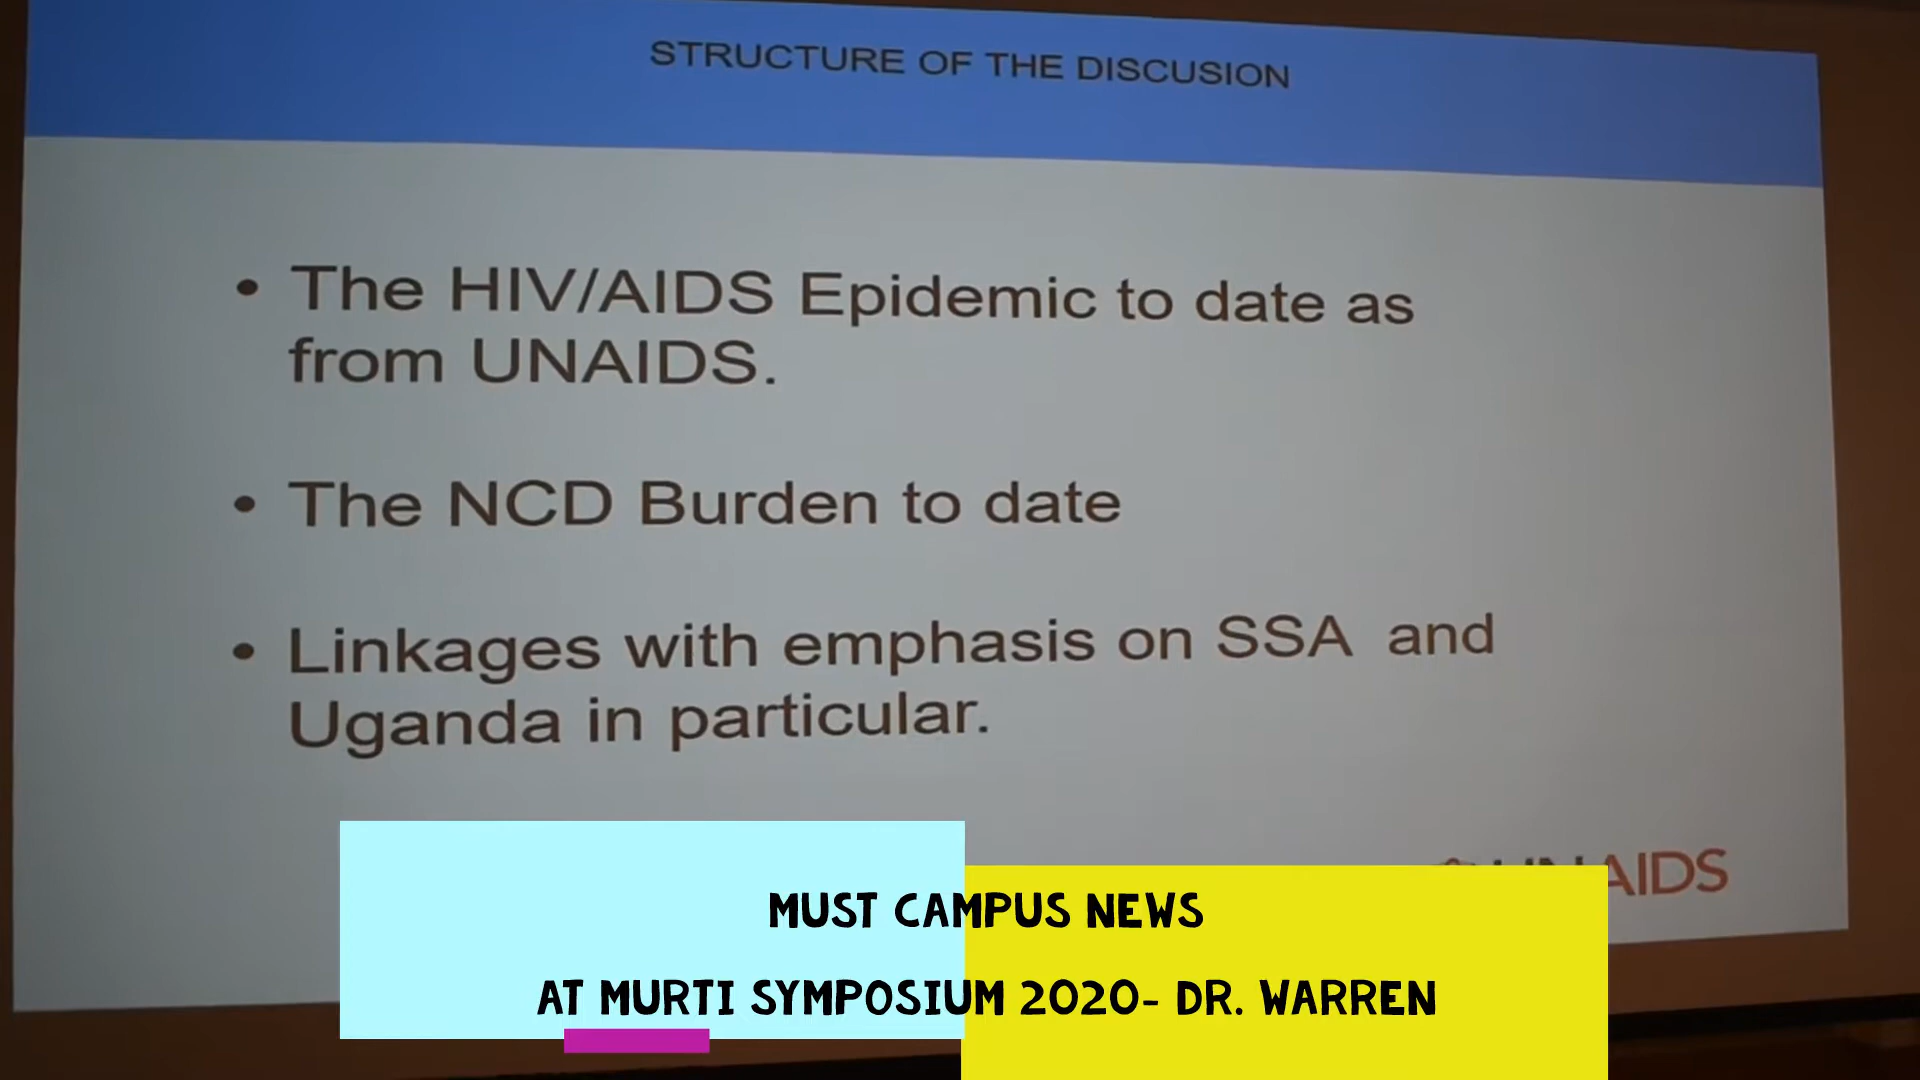 STRUCTURE OF THE DISCUSION
• The HIV/AIDS Epidemic to date as
from UNAIDS.
• The NCD Burden to date
• Linkages with emphasis on SSA and
Uganda in particular.
UNAIDS
MUST CAMPUS NEWS
AT MURTI SYMPOSIUM 2020- DR. WARREN